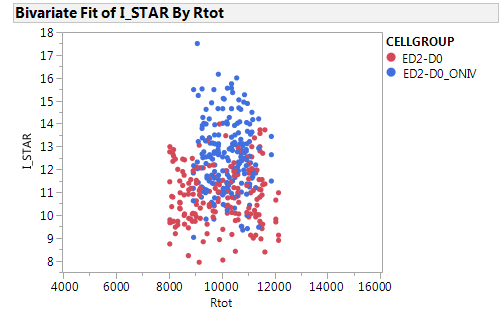 Bivariate Fit of I_STAR By Rtot
18
17
16
15
14
13
12
11
10
9
8
I_STAR
4000 6000 8000 10000 12000 14000 16000
Rtot
CELLGROUP
ED2-D0
ED2-D0_ONIV